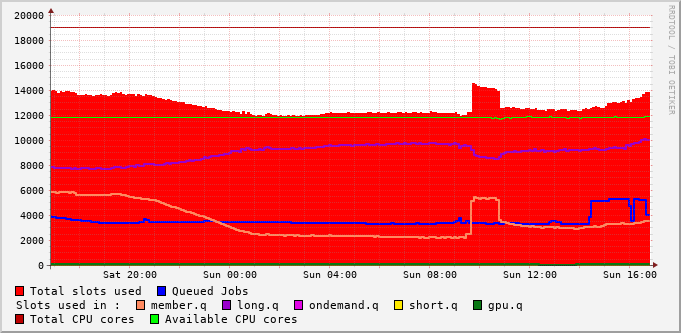 20000
18000
16000
14000
12000
10000
8000
6000
4000
2000
0
Sat 20:00 Sun 00:00 Sun 04:00 Sun 08:00 Sun 12:00 Sun 16:00
Total slots used Queued Jobs
Slots used in : member.q long.q ondemand.q short.q gpu.q
Total CPU cores Available CPU cores
RRDTOOL / TOBI OETIKER